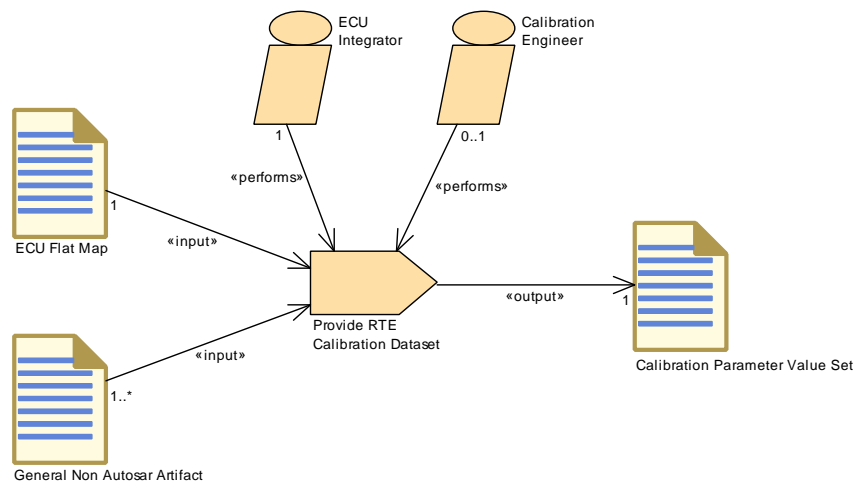 ECU
Integrator
Calibration
Engineer
1
0..1
«performs»
«performs»
1
ECU Flat Map
«input»
«output»
1
Provide RTE
Calibration Dataset
«input»
Calibration Parameter Value Set
1..*
General Non Autosar Artifact